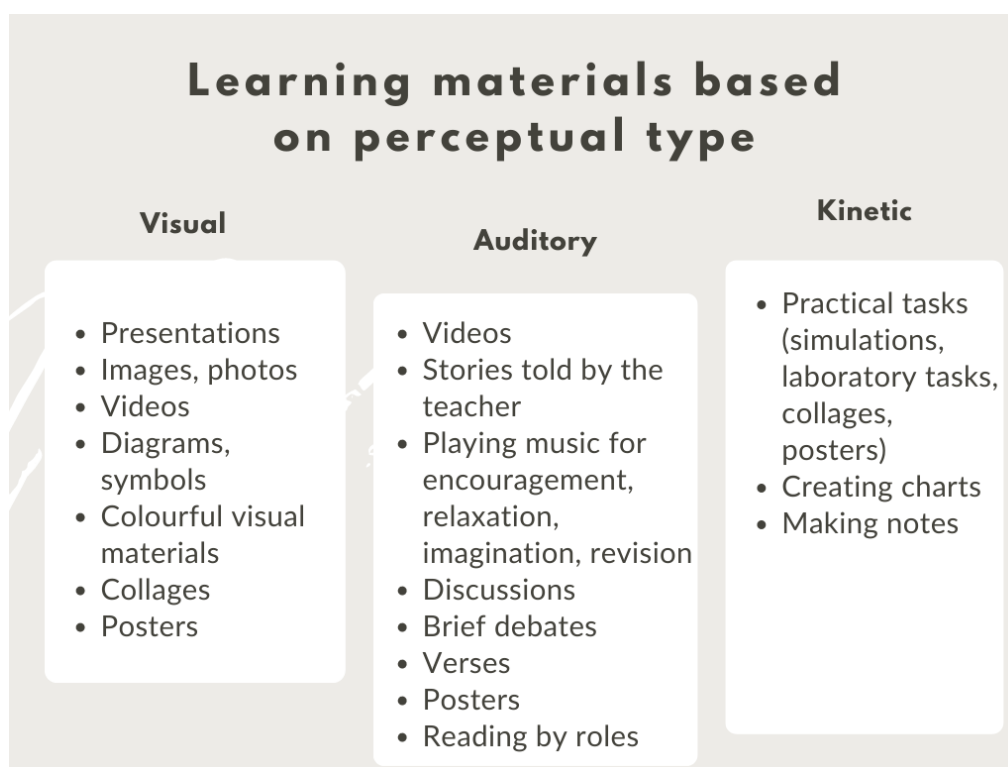 Learning materials based
on perceptual type
Visual
Presentations
Images, photos
Videos
Diagrams,
symbols
Colourful visual
materials
Collages
Posters
Auditory
Videos
Stories told by the
teacher
Playing music for
encouragement,
relaxation,
imagination, revision
Discussions
Brief debates
Verses
Posters
Reading by roles
Kinetic
Practical tasks
(simulations,
laboratory tasks,
collages,
posters)
Creating charts
Making notes